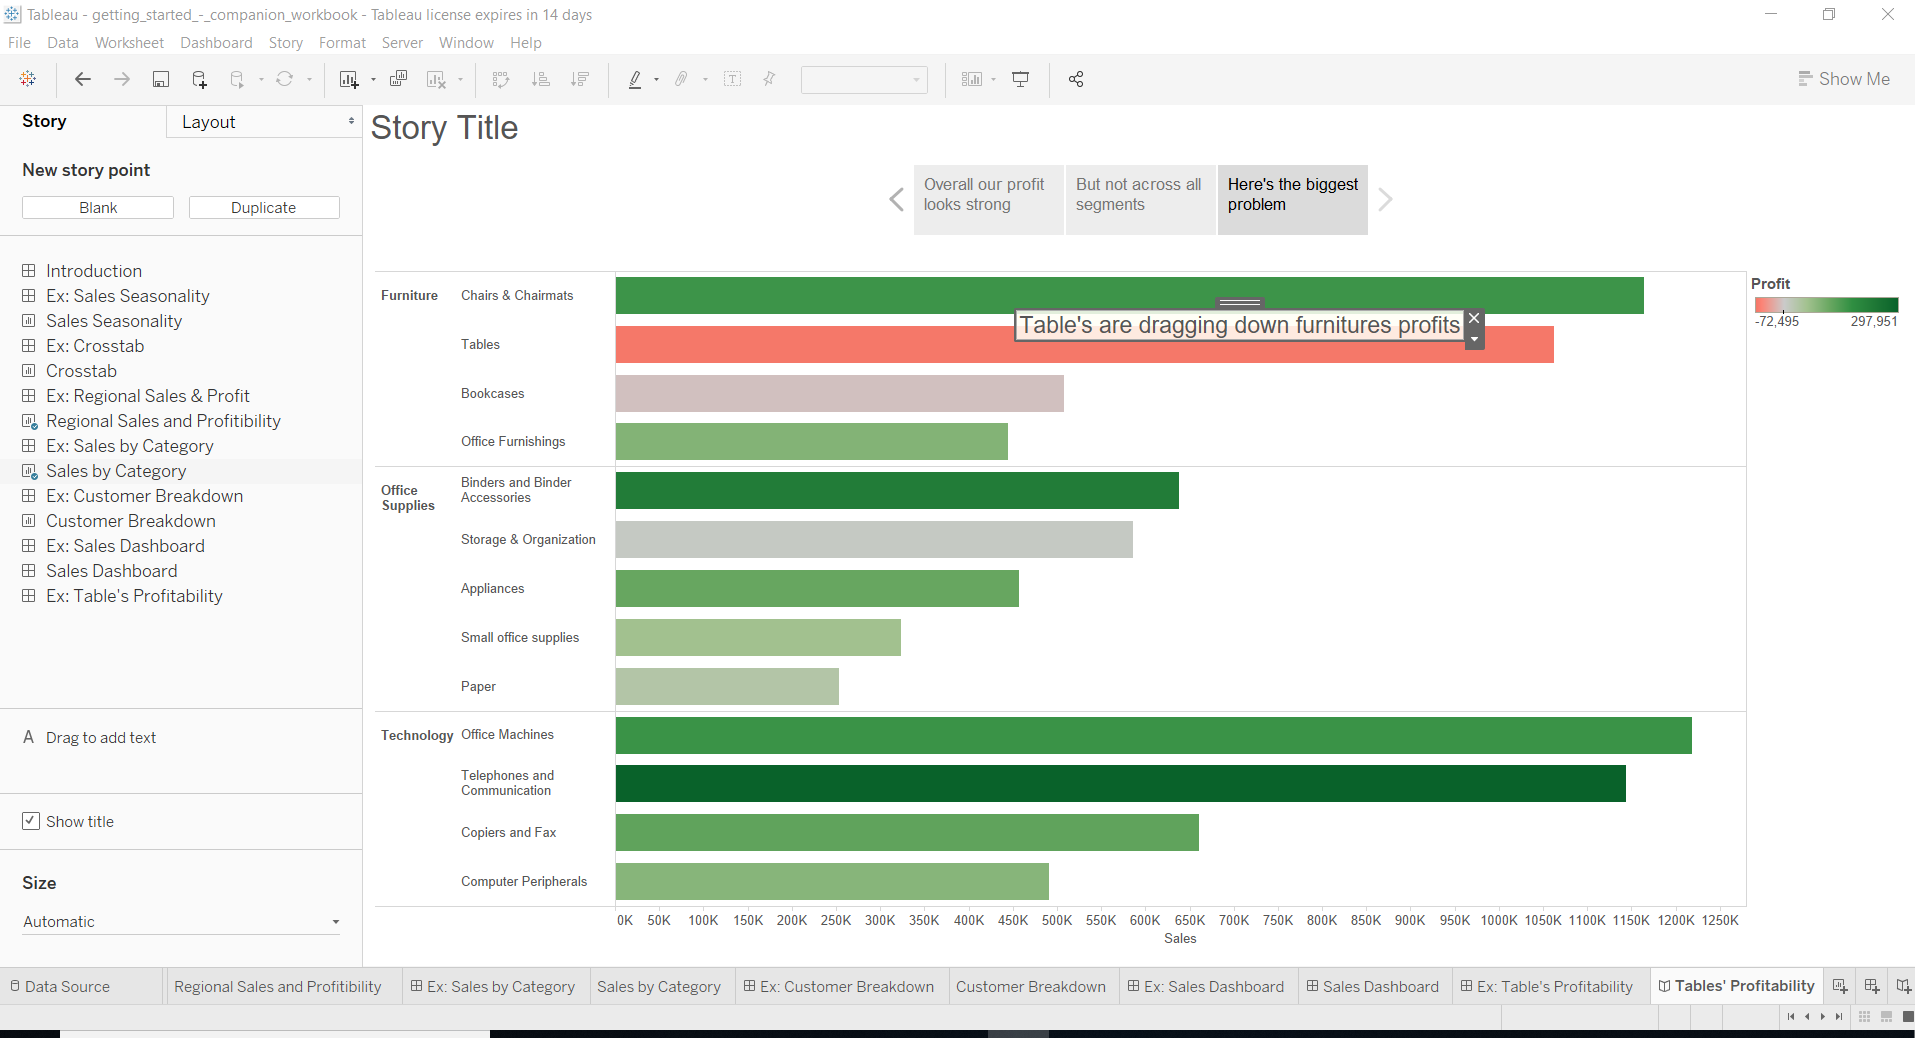 Tableau - getting_started_-_companion_workbook - Tableau license expires in 14 days
File Data Worksheet Dashboard Story Format Server Window Help
Show Me
Story Layout
New story point
Blank Duplicate
Introduction
Ex: Sales Seasonality
Sales Seasonality
Ex: Crosstab
Crosstab
Ex: Regional Sales & Profit
Regional Sales and Profitibility
Ex: Sales by Category
Sales by Category
Ex: Customer Breakdown
Customer Breakdown
Ex: Sales Dashboard
Sales Dashboard
Ex: Table's Profitability
A Drag to add text
Show title
Size
Automatic
Story Title
Overall our profit
looks strong
But not across all
segments
Here's the biggest
problem
Furniture Chairs & Chairmats
Table's are dragging down furnitures profits
Tables
Bookcases
Office Furnishings
Office
Supplies
Binders and Binder
Accessories
Storage & Organization
Appliances
Small office supplies
Paper
Technology Office Machines
Telephones and
Communication
Copiers and Fax
Computer Peripherals
0K 50K 100K 150K 200K 250K 300K 350K 400K 450K 500K 550K 600K 650K 700K 750K 800K 850K 900K 950K 1000K 1050K 1100K 1150K 1200K 1250K
Sales
Profit
-72,495 297,951
Data Source Regional Sales and Profitibility Ex: Sales by Category Sales by Category Ex: Customer Breakdown Customer Breakdown Ex: Sales Dashboard Sales Dashboard Ex: Table's Profitability Tables' Profitability